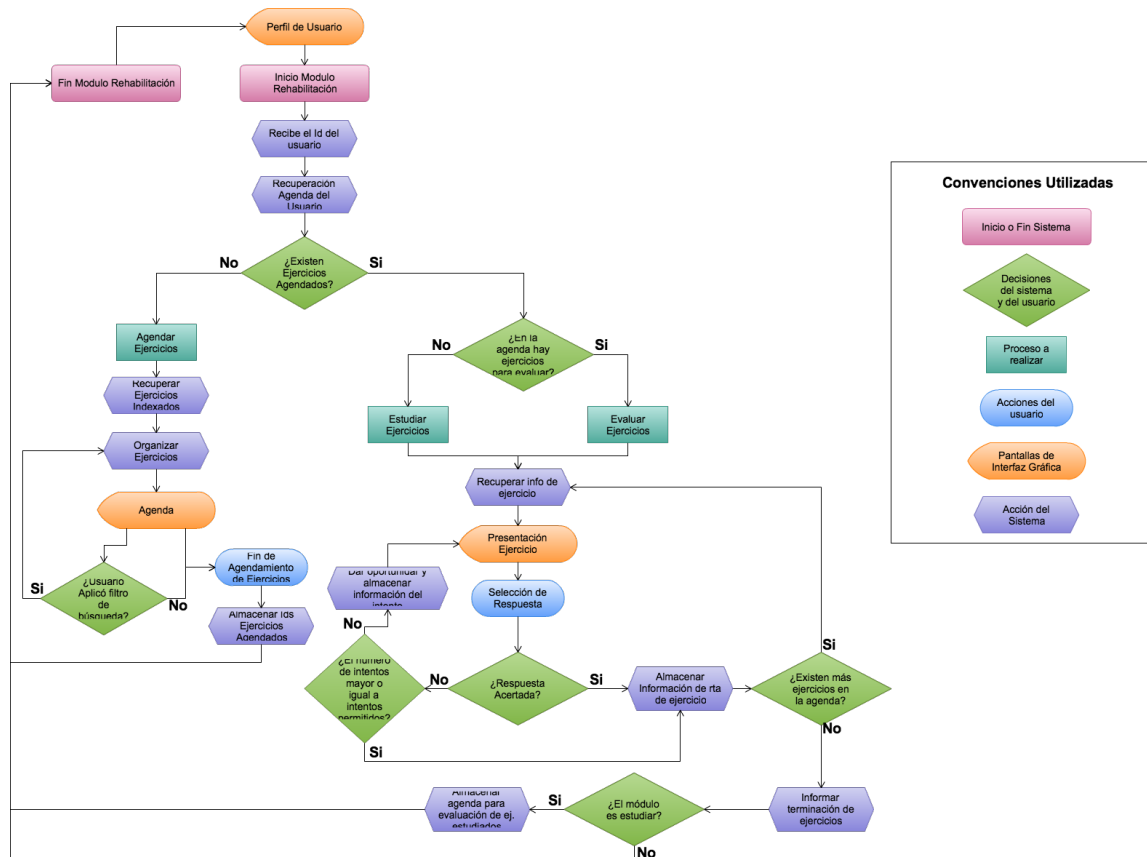 Perfil de Usuario
Fin Modulo Rehabilitación
Inicio Modulo
Rehabilitación
Recibe el Id del
usuario
Recuperación
Agenda del
Usuario
¿Existen
Ejercicios
Agendados?
No
Si
Agendar
Ejercicios
Recuperar
Ejercicios
Indexados
Organizar
Ejercicios
Agenda
¿Usuario
Aplicó filtro
de
búsqueda?
Si
No
Fin de
Agendamiento
de Ejercicios
Almacenar Ids
Ejercicios
Agendados
¿En la
agenda hay
ejercicios
para evaluar?
No
Si
Estudiar
Ejercicios
Evaluar
Ejercicios
Recuperar info de
ejercicio
Presentación
Ejercicio
Selección de
Respuesta
Dar oportunidad y
almacenar
información del
intento
No
¿El número
de intentos
mayor o
igual a
intentos
permitidos?
Si
No
¿Respuesta
Acertada?
Si
Almacenar
Información de rta
de ejercicio
¿Existen más
ejercicios en
la agenda?
Si
No
Informar
terminación de
ejercicios
¿El módulo
es estudiar?
Si
No
Almacenar
agenda para
evaluación de ej.
estudiados
Convenciones Utilizadas
Inicio o Fin Sistema
Decisiones
del sistema
y del usuario
Proceso a
realizar
Acciones del
usuario
Pantallas de
Interfaz Gráfica
Acción del
Sistema